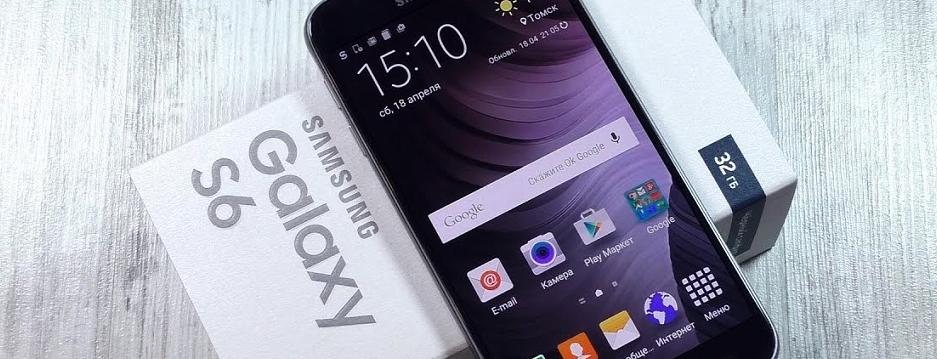 SAMSUNG
Galaxy
S6
15:10
Томск
сб, 18 апреля
Обновл. 18.04 21:05
Google
Скажите Ok Google
E-mail
Камера
Play Маркет
Google
Интернет
Меню
32 ГБ